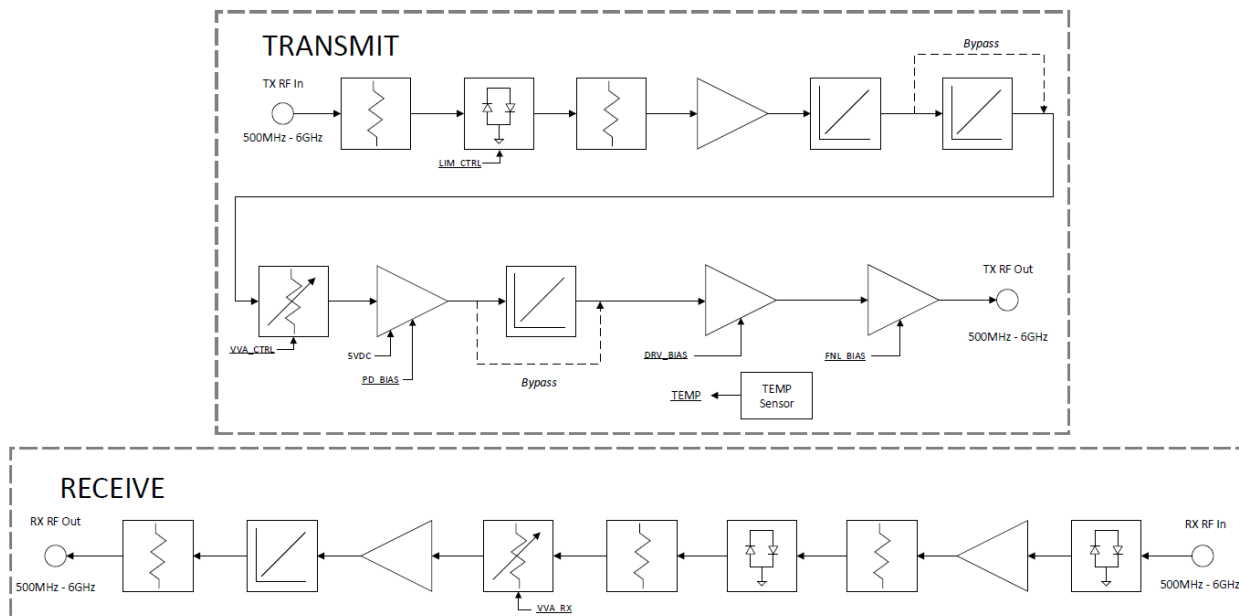 TRANSMIT
Bypass
TX RF In
500MHz - 6GHz
LIM_CTRL
TX RF Out
500MHz - 6GHz
VVA_CTRL
5VDC
PD_BIAS
Bypass
DRV_BIAS
FNL_BIAS
TEMP
TEMP
Sensor
RECEIVE
RX RF Out
500MHz - 6GHz
RX RF In
500MHz - 6GHz
VVA_RX